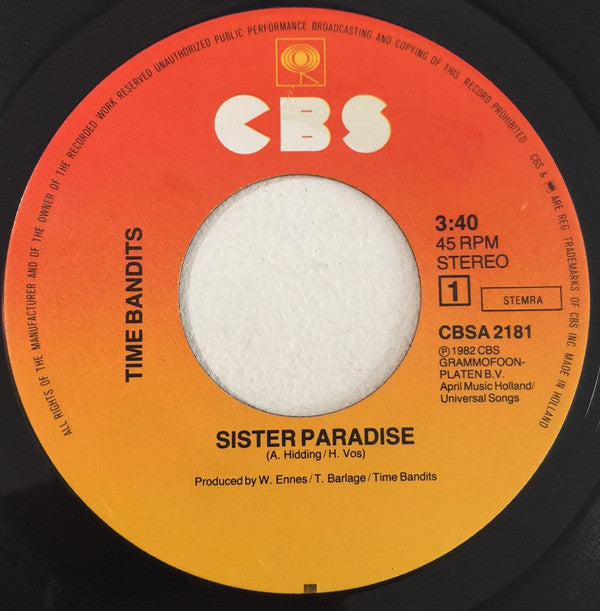 ALL RIGHTS OF THE MANUFACTURER AND OF THE OWNER OF THE RECORDED WORK RESERVED UNAUTHORIZED PUBLIC PERFORMANCE BROADCASTING AND COPYING OF THIS RECORD PROHIBITED CBS & ARE REG. TRADEMARKS OF CBS INC. MADE IN HOLLAND
CBS
TIME BANDITS
3:40
45 RPM
STEREO
1
STEMRA
CBSA 2181
Ⓟ 1982 CBS
GRAMMOFOON-
PLATEN B.V.
April Music Holland/
Universal Songs
SISTER PARADISE
(A. Hidding/H. Vos)
Produced by W. Ennes/T. Barlage/Time Bandits